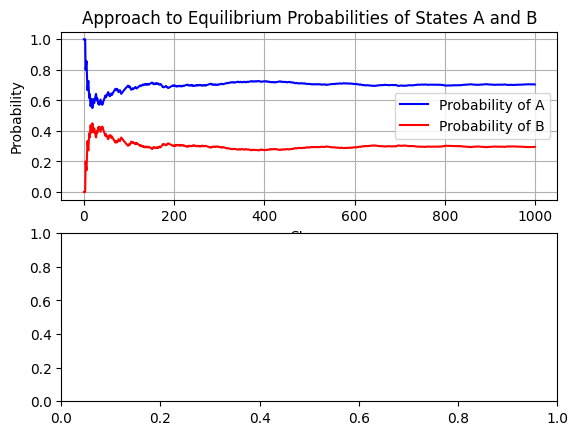 Approach to Equilibrium Probabilities of States A and B
Probability
1.0
0.8
0.6
0.4
0.2
0.0
Probability of A
Probability of B
0 200 400 600 800 1000
1.0
0.8
0.6
0.4
0.2
0.0
0.0 0.2 0.4 0.6 0.8 1.0